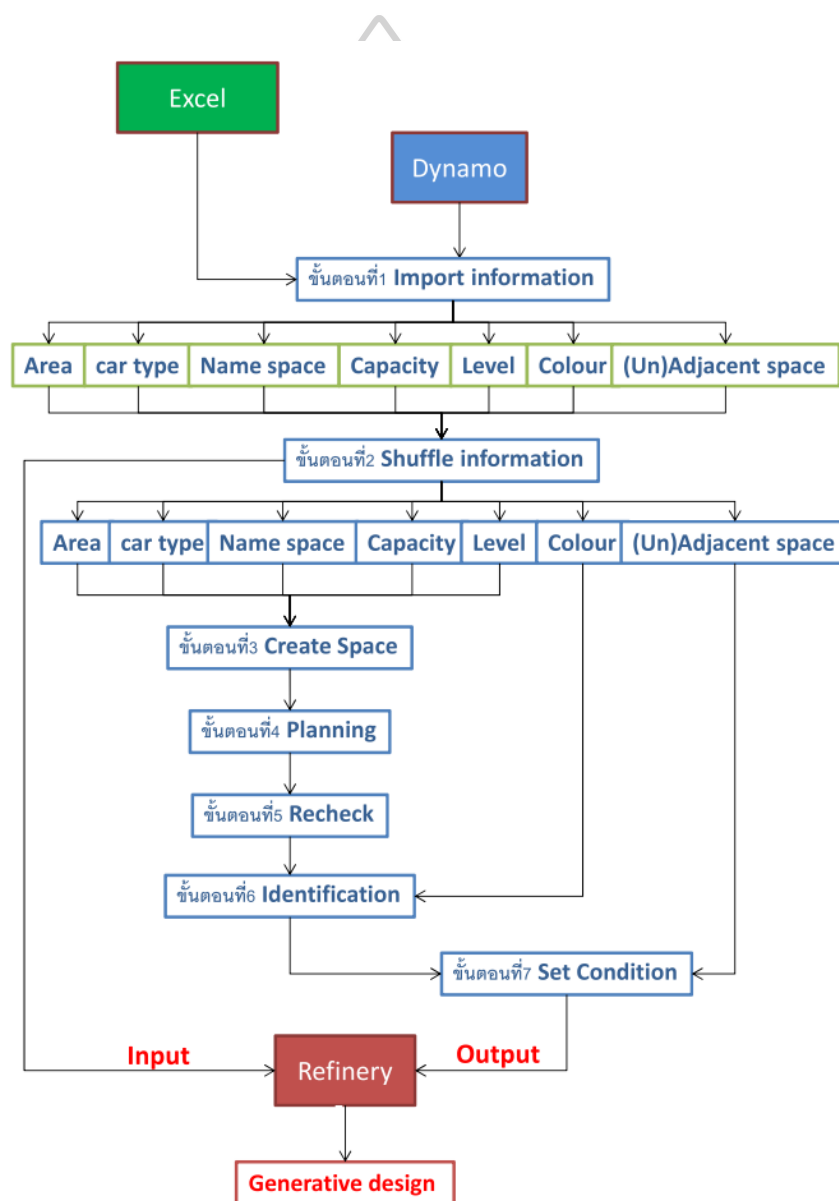 Excel
Dynamo
ขั้นตอนที่1 Import information
Area car type Name space Capacity Level Colour (Un)Adjacent space
ขั้นตอนที่2 Shuffle information
Area car type Name space Capacity Level Colour (Un)Adjacent space
ขั้นตอนที่3 Create Space
ขั้นตอนที่4 Planning
ขั้นตอนที่5 Recheck
ขั้นตอนที่6 Identification
ขั้นตอนที่7 Set Condition
Input Refinery Output
Generative design